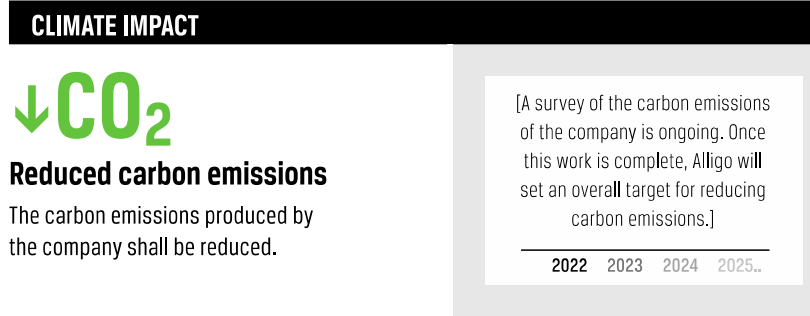 CLIMATE IMPACT
↓CO₂
Reduced carbon emissions
The carbon emissions produced by
the company shall be reduced.
[A survey of the carbon emissions
of the company is ongoing. Once
this work is complete, Alligo will
set an overall target for reducing
carbon emissions.]
2022 2023 2024 2025..